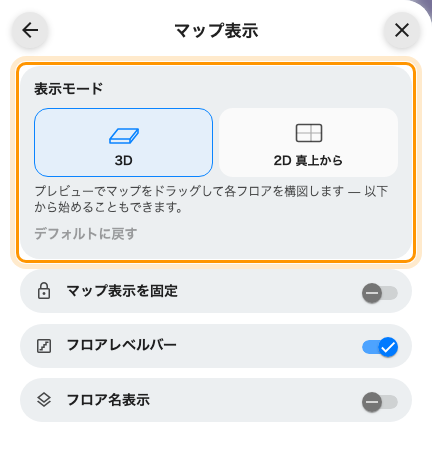 マップ表示
表示モード
3D
2D 真上から
プレビューでマップをドラッグして各フロアを構図します — 以下
から始めることもできます。
デフォルトに戻す
マップ表示を固定
フロアレベルバー
フロア名表示